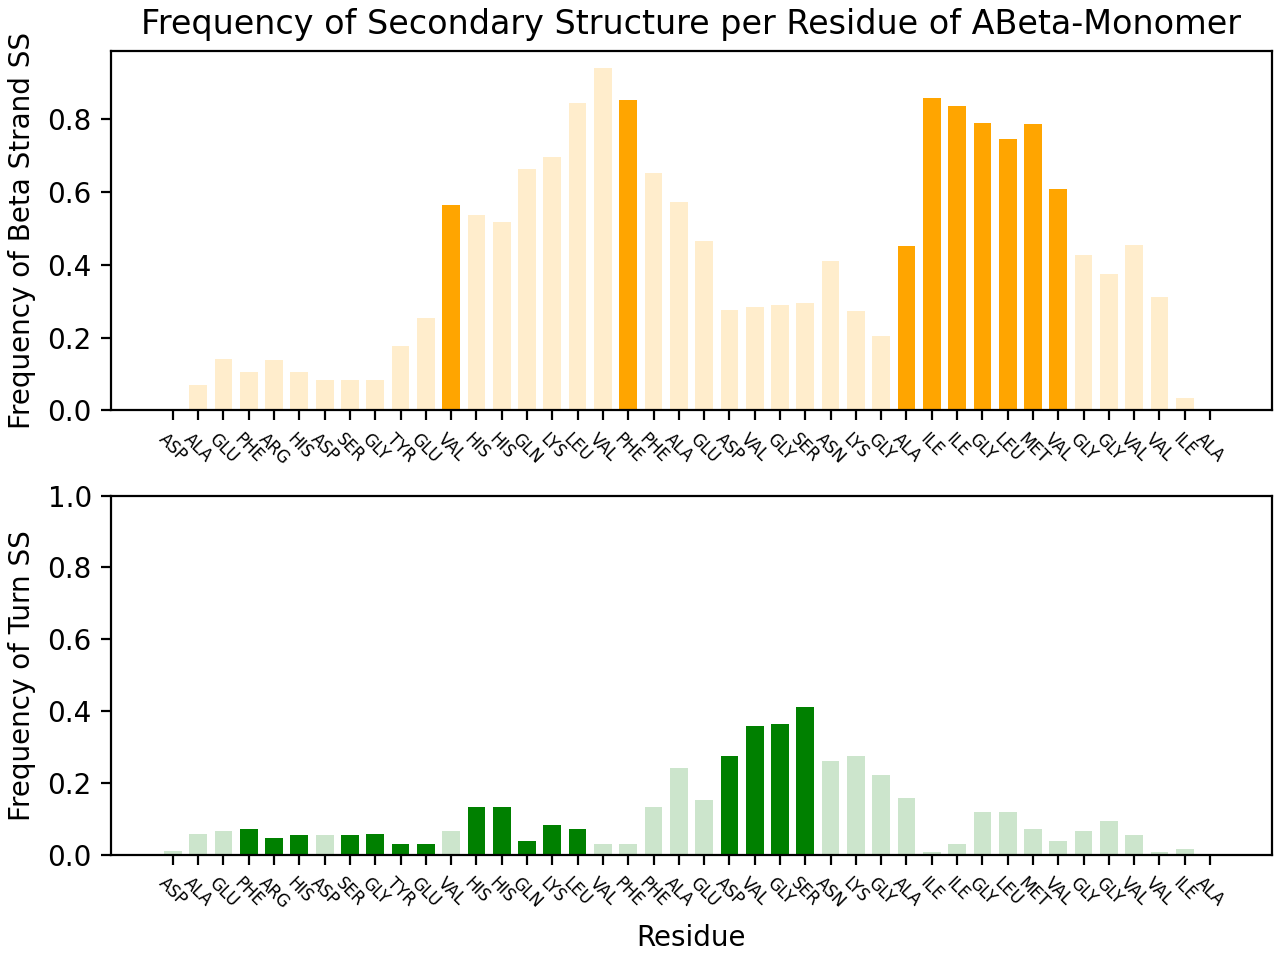 Frequency of Secondary Structure per Residue of ABeta-Monomer
Frequency of Beta Strand SS
0.8
0.6
0.4
0.2
0.0
ASP ALA GLU PHE ARG HIS ASP SER GLY TYR GLU VAL HIS HIS GLN LYS LEU VAL PHE PHE ALA GLU ASP VAL GLY SER ASN LYS GLY ALA ILE ILE GLY LEU MET VAL GLY GLY VAL VAL ILE ALA
Frequency of Turn SS
1.0
0.8
0.6
0.4
0.2
0.0
ASP ALA GLU PHE ARG HIS ASP SER GLY TYR GLU VAL HIS HIS GLN LYS LEU VAL PHE PHE ALA GLU ASP VAL GLY SER ASN LYS GLY ALA ILE ILE GLY LEU MET VAL GLY GLY VAL VAL ILE ALA
Residue